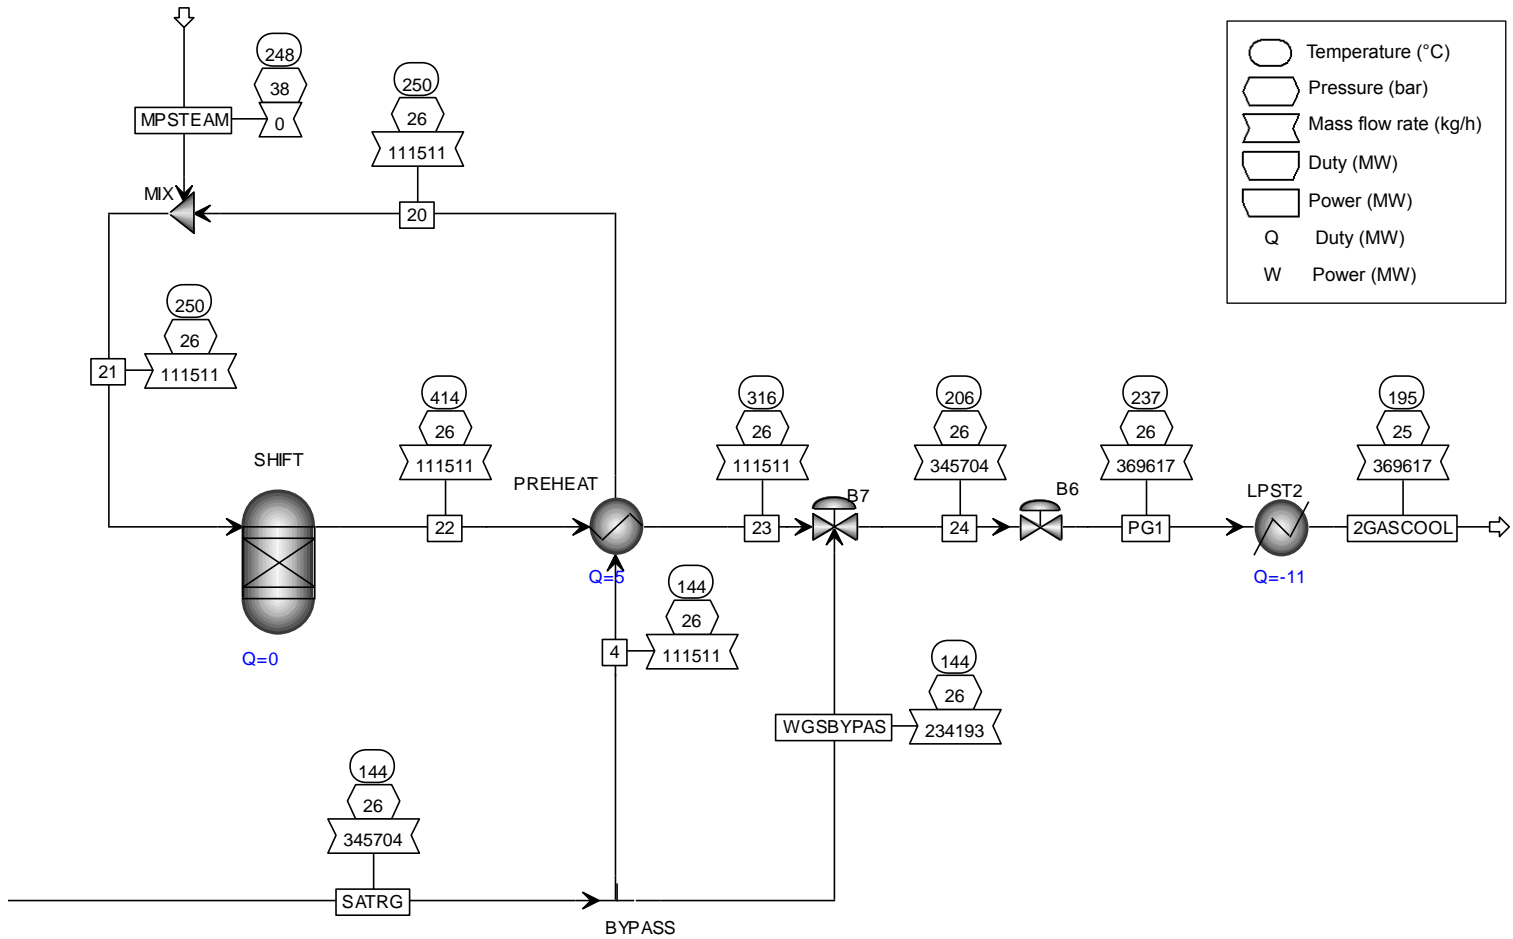 248
38
MPSTEAM
0
250
26
111511
MIX
20
Temperature (°C)
Pressure (bar)
Mass flow rate (kg/h)
Duty (MW)
Power (MW)
Q Duty (MW)
W Power (MW)
250
26
21
111511
SHIFT
Q=0
414
26
111511
22
PREHEAT
Q=5
316
26
111511
23
B7
206
26
345704
24
B6
237
26
369617
PG1
LPST2
Q=-11
195
25
369617
2GASCOOL
144
26
4
111511
144
26
WGSBYPAS
234193
144
26
345704
SATRG
BYPASS